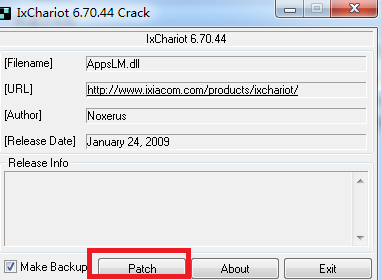 IxChariot 6.70.44 Crack
IxChariot 6.70.44
[Filename] AppsLM.dll
[URL] http://www.ixiacom.com/products/ixchariot/
[Author] Noxerus
[Release Date] January 24, 2009
Release Info
Make Backup Patch About Exit